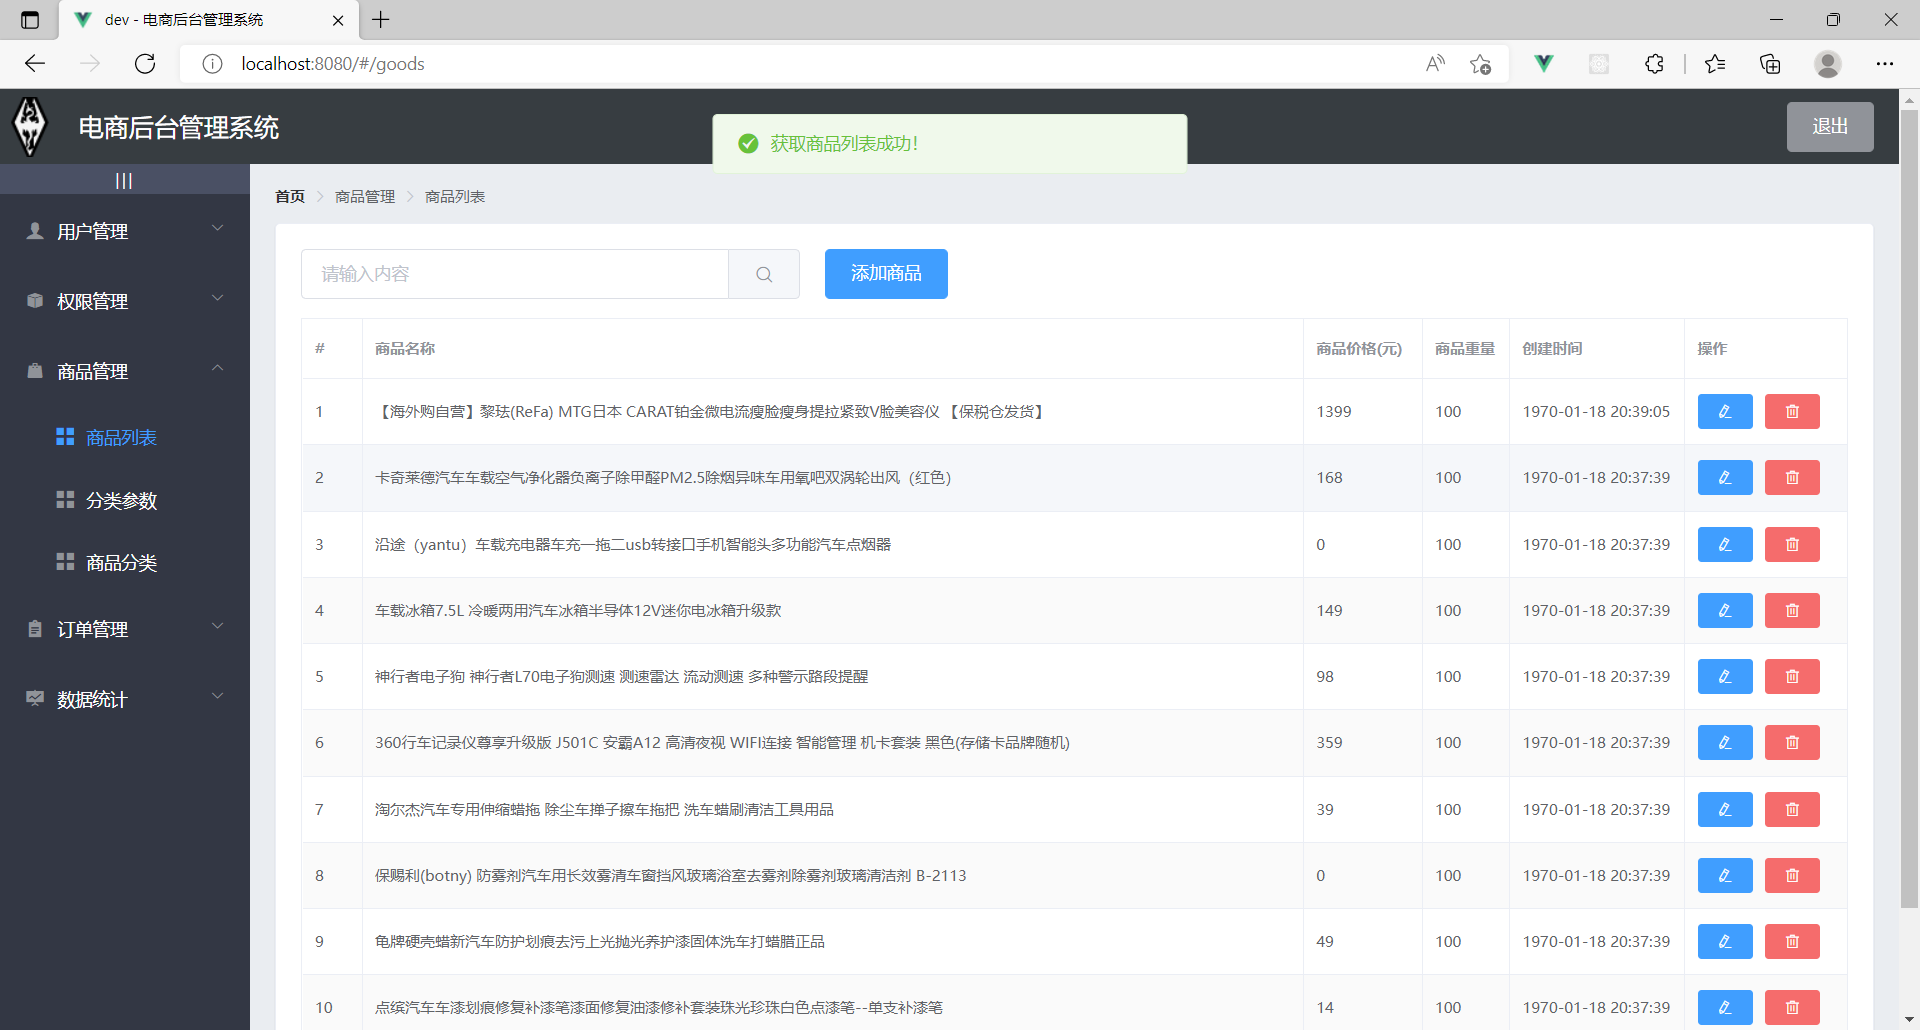 dev - 电商后台管理系统
localhost:8080/#/goods
电商后台管理系统
获取商品列表成功!
退出
|||
首页 商品管理 商品列表
用户管理
权限管理
商品管理
商品列表
分类参数
商品分类
订单管理
数据统计
请输入内容
添加商品
# 商品名称 商品价格(元) 商品重量 创建时间 操作
1 【海外购自营】黎珐(ReFa) MTG日本 CARAT铂金微电流瘦脸瘦身提拉紧致V脸美容仪 【保税仓发货】 1399 100 1970-01-18 20:39:05
2 卡奇莱德汽车车载空气净化器负离子除甲醛PM2.5除烟异味车用氧吧双涡轮出风（红色） 168 100 1970-01-18 20:37:39
3 沿途（yantu）车载充电器车充一拖二usb转接口手机智能头多功能汽车点烟器 0 100 1970-01-18 20:37:39
4 车载冰箱7.5L 冷暖两用汽车冰箱半导体12V迷你电冰箱升级款 149 100 1970-01-18 20:37:39
5 神行者电子狗 神行者L70电子狗测速 测速雷达 流动测速 多种警示路段提醒 98 100 1970-01-18 20:37:39
6 360行车记录仪尊享升级版 J501C 安霸A12 高清夜视 WIFI连接 智能管理 机卡套装 黑色(存储卡品牌随机) 359 100 1970-01-18 20:37:39
7 淘尔杰汽车专用伸缩蜡拖 除尘车掸子擦车拖把 洗车蜡刷清洁工具用品 39 100 1970-01-18 20:37:39
8 保赐利(botny) 防雾剂汽车用长效雾清车窗挡风玻璃浴室去雾剂除雾剂玻璃清洁剂 B-2113 0 100 1970-01-18 20:37:39
9 龟牌硬壳蜡新汽车防护划痕去污上光抛光养护漆固体洗车打蜡腊正品 49 100 1970-01-18 20:37:39
10 点缤汽车车漆划痕修复补漆笔漆面修复油漆修补套装珠光珍珠白色点漆笔--单支补漆笔 14 100 1970-01-18 20:37:39